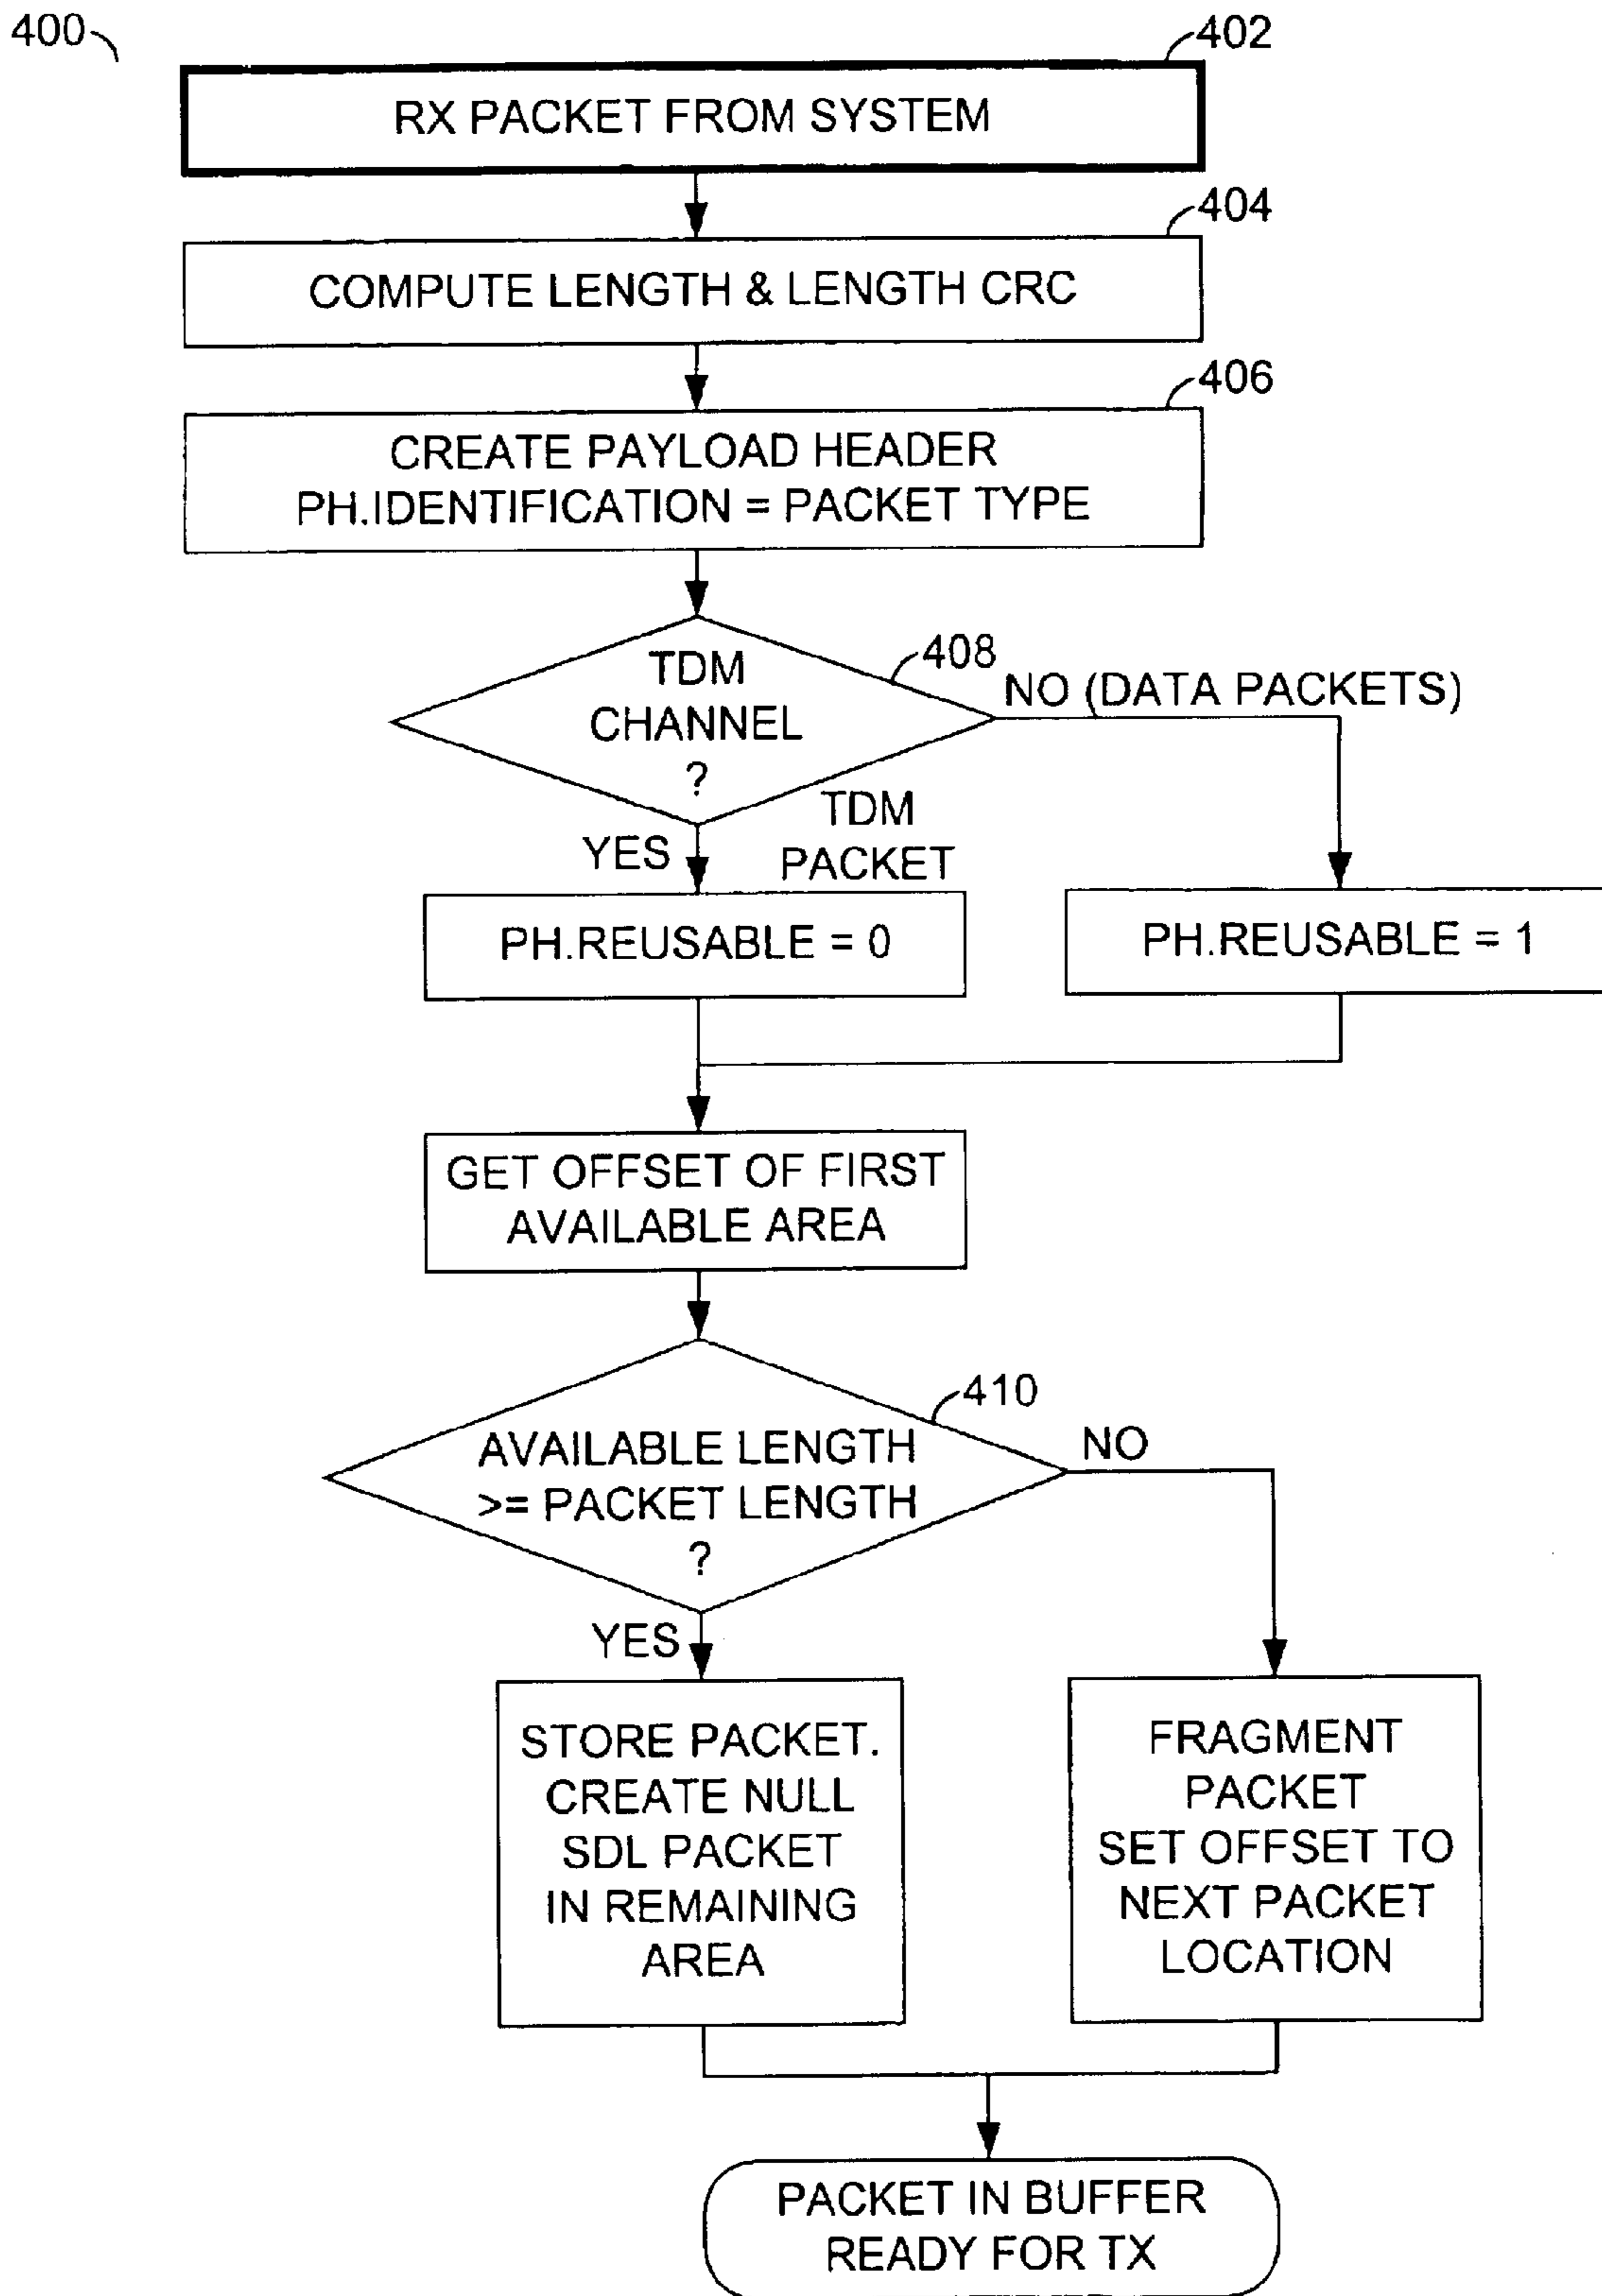 400
402
RX PACKET FROM SYSTEM
404
COMPUTE LENGTH & LENGTH CRC
406
CREATE PAYLOAD HEADER
PH.IDENTIFICATION = PACKET TYPE
408
TDM
CHANNEL
?
NO (DATA PACKETS)
YES
TDM
PACKET
PH.REUSABLE = 0
PH.REUSABLE = 1
GET OFFSET OF FIRST
AVAILABLE AREA
410
AVAILABLE LENGTH
>= PACKET LENGTH
?
NO
YES
STORE PACKET.
CREATE NULL
SDL PACKET
IN REMAINING
AREA
FRAGMENT
PACKET
SET OFFSET TO
NEXT PACKET
LOCATION
PACKET IN BUFFER
READY FOR TX